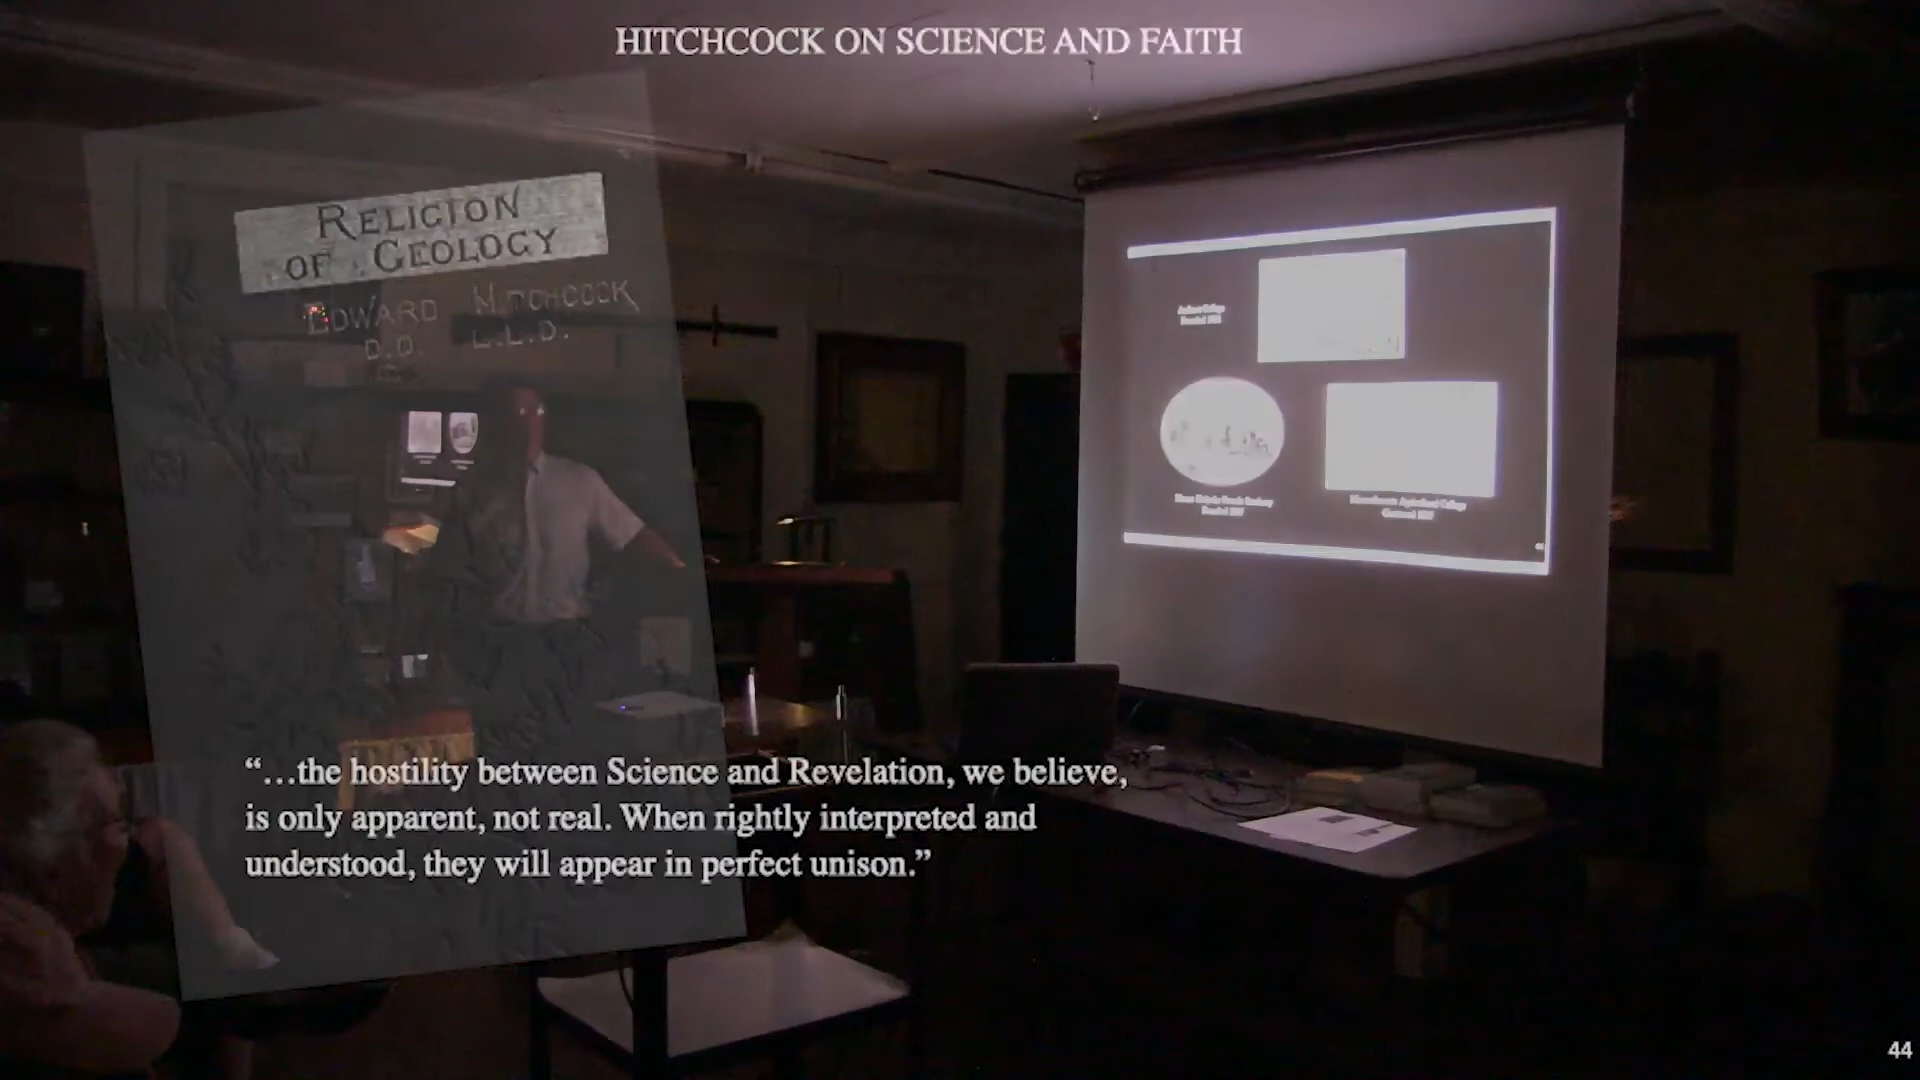 HITCHCOCK ON SCIENCE AND FAITH
RELIGION
OF GEOLOGY
EDWARD HITCHCOCK
D.D. L.L.D.
“…the hostility between Science and Revelation, we believe,
is only apparent, not real. When rightly interpreted and
understood, they will appear in perfect unison.”
44